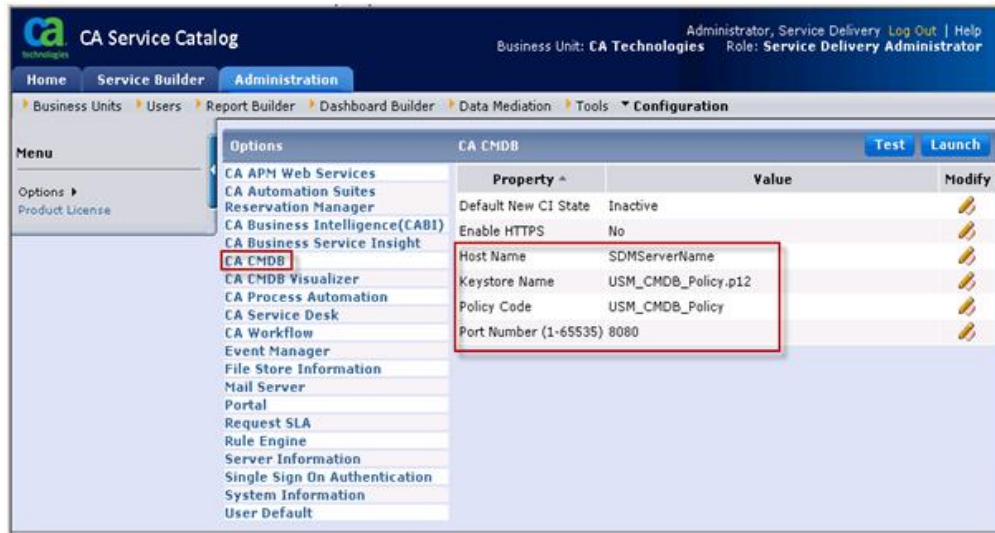 ca
technologies
CA Service Catalog
Administrator, Service Delivery Log Out | Help
Business Unit: CA Technologies Role: Service Delivery Administrator
Home Service Builder Administration
Business Units Users Report Builder Dashboard Builder Data Mediation Tools Configuration
Menu
Options
Product License
Options
CA APM Web Services
CA Automation Suites
Reservation Manager
CA Business Intelligence(CABI)
CA Business Service Insight
CA CMDB
CA CMDB Visualizer
CA Process Automation
CA Service Desk
CA Workflow
Event Manager
File Store Information
Mail Server
Portal
Request SLA
Rule Engine
Server Information
Single Sign On Authentication
System Information
User Default
CA CMDB Test Launch
Property Value Modify
Default New CI State Inactive
Enable HTTPS No
Host Name SDMServerName
Keystore Name USM_CMDB_Policy.p12
Policy Code USM_CMDB_Policy
Port Number (1-65535) 8080